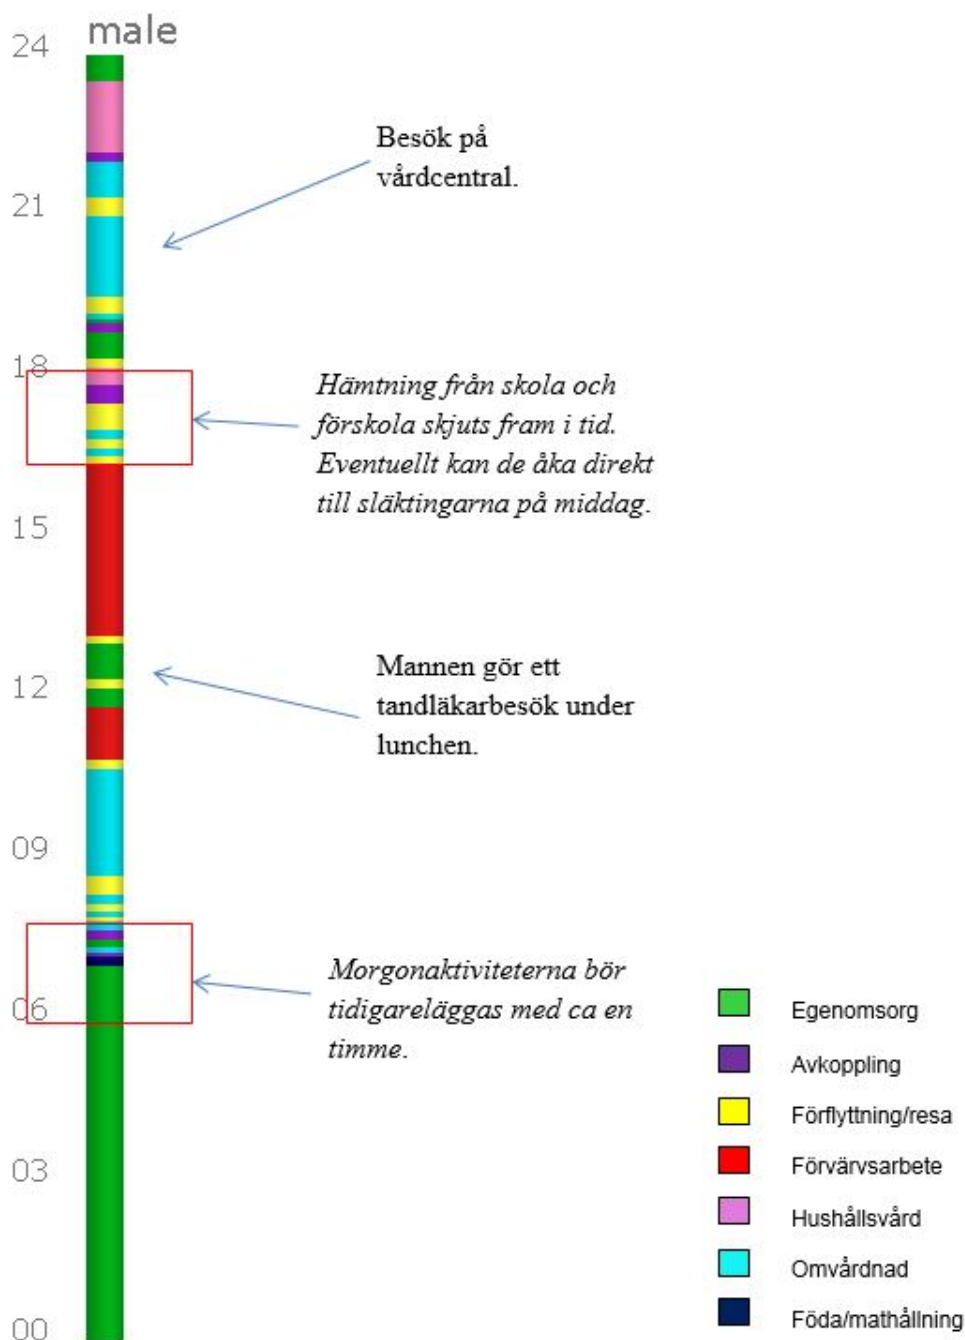 male
24
Besök på
vårdcentral.
21
18
Hämtning från skola och
förskola skjuts fram i tid.
Eventuellt kan de åka direkt
till släktingarna på middag.
15
Mannen gör ett
tandläkarbesök under
lunchen.
12
09
Morgonaktiviteterna bör
tidigareläggas med ca en
timme.
06
03
00
Egenomsorg
Avkoppling
Förflyttning/resa
Förvärvsarbete
Hushållsvård
Omvårdnad
Föda/mathållning